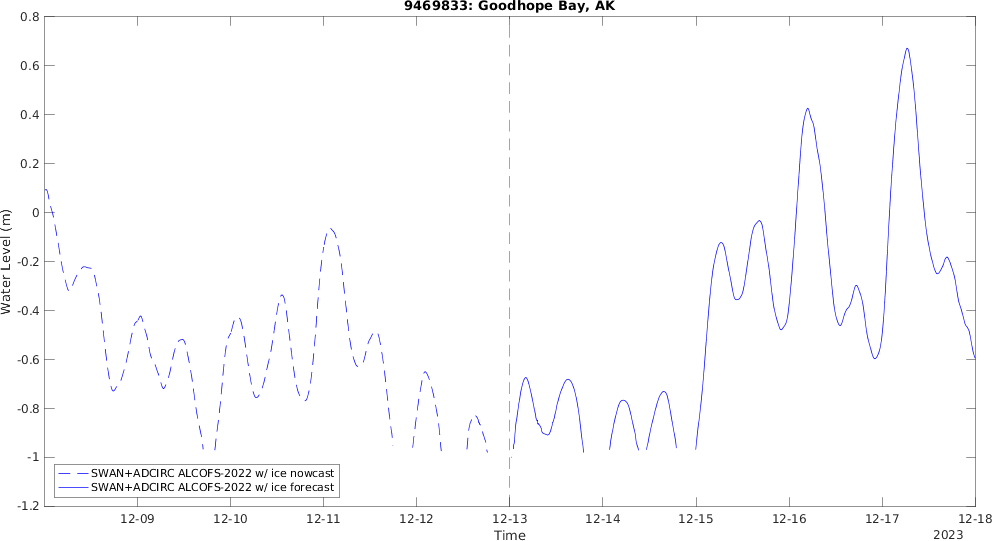 9469833: Goodhope Bay, AK
0.8
0.6
0.4
0.2
0
-0.2
-0.4
-0.6
-0.8
-1
-1.2
Water Level (m)
SWAN+ADCIRC ALCOFS-2022 w/ ice nowcast
SWAN+ADCIRC ALCOFS-2022 w/ ice forecast
12-09 12-10 12-11 12-12 12-13 12-14 12-15 12-16 12-17 12-18
Time
2023